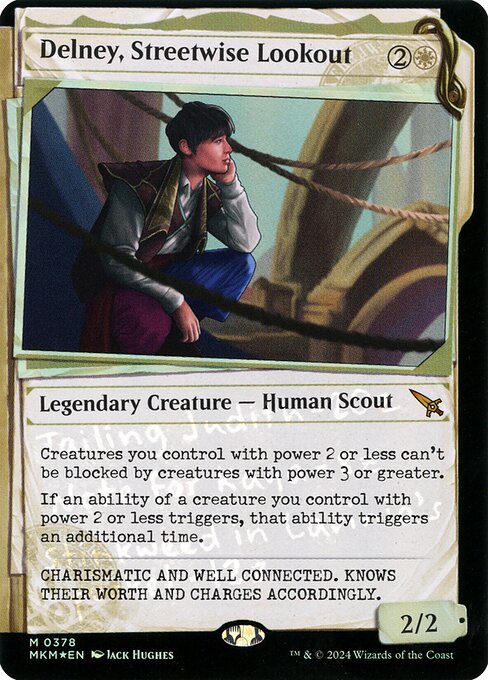 Delney, Streetwise Lookout 2
Legendary Creature — Human Scout
Creatures you control with power 2 or less can't
be blocked by creatures with power 3 or greater.
If an ability of a creature you control with
power 2 or less triggers, that ability triggers
an additional time.
CHARISMATIC AND WELL CONNECTED. KNOWS
THEIR WORTH AND CHARGES ACCORDINGLY.
2/2
M 0378
MKM★EN Jack Hughes
™ & © 2024 Wizards of the Coast